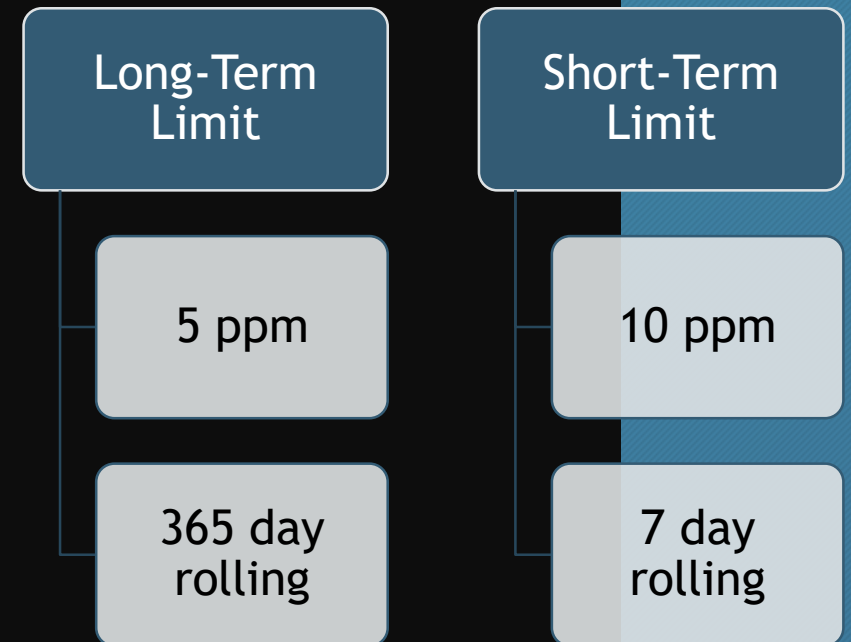 Long-Term
Limit
5 ppm
365 day
rolling
Short-Term
Limit
10 ppm
7 day
rolling